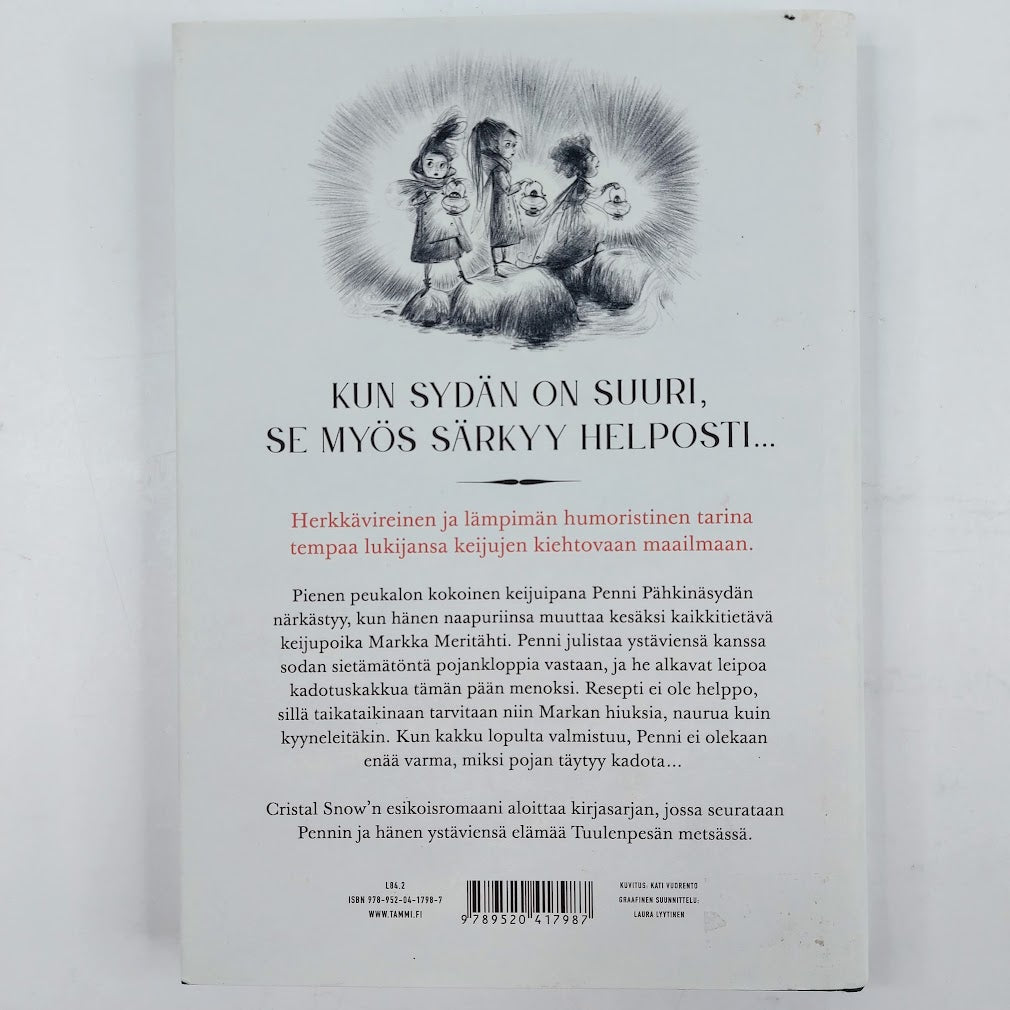 KUN SYDÄN ON SUURI,
SE MYÖS SÄRKYY HELPOSTI...
Herkkävireinen ja lämpimän humoristinen tarina
tempaa lukijansa keijujen kiehtovaan maailmaan.
Pienen peukalon kokoinen keijuipana Penni Pähkinäsydän
närkästyy, kun hänen naapuriinsa muuttaa kesäksi kaikkitietävä
keijupoika Markka Meritähti. Penni julistaa ystäviensä kanssa
sodan sietämätöntä pojankloppia vastaan, ja he alkavat leipoa
kadotuskakkua tämän pään menoksi. Resepti ei ole helppo,
sillä taikataikinaan tarvitaan niin Markan hiuksia, naurua kuin
kyyneleitäkin. Kun kakku lopulta valmistuu, Penni ei olekaan
enää varma, miksi pojan täytyy kadota...
Cristal Snow'n esikoisromaani aloittaa kirjasarjan, jossa seurataan
Pennin ja hänen ystäviensä elämää Tuulenpesän metsässä.
L84.2
ISBN 978-952-04-1798-7
WWW.TAMMI.FI
9789520417987
KUVITUS: KATI VUORENTO
GRAAFINEN SUUNNITTELU:
LAURA LYYTINEN